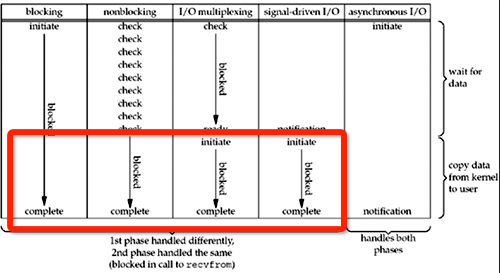 blocking nonblocking I/O multiplexing signal-driven I/O asynchronous I/O
initiate check check initiate
check
check
check
check
check
check
check
check ready notification
wait for
data
blocked
blocked
initiate initiate
blocked
blocked
blocked
complete complete complete complete notification
copy data
from kernel
to user
1st phase handled differently,
2nd phase handled the same
(blocked in call to recvfrom)
handles both
phases